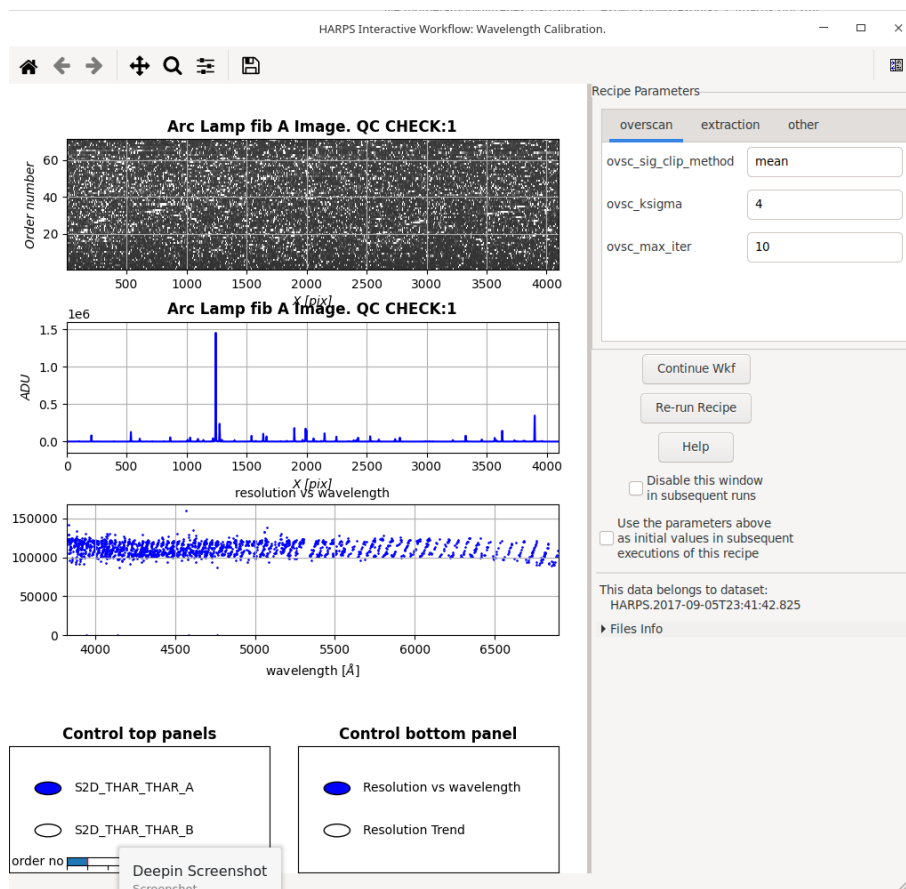 HARPS Interactive Workflow: Wavelength Calibration.
Recipe Parameters
overscan extraction other
ovsc_sig_clip_method mean
ovsc_ksigma 4
ovsc_max_iter 10
Continue Wkf
Re-run Recipe
Help
Disable this window
in subsequent runs
Use the parameters above
as initial values in subsequent
executions of this recipe
This data belongs to dataset:
HARPS.2017-09-05T23:41:42.825
Files Info
Arc Lamp fib A Image. QC CHECK:1
Order number
60
40
20
500 1000 1500 2000 2500 3000 3500 4000
X [pix]
Arc Lamp fib A Image. QC CHECK:1
1e6
ADU
1.5
1.0
0.5
0.0
0 500 1000 1500 2000 2500 3000 3500 4000
X [pix]
resolution vs wavelength
150000
100000
50000
0
4000 4500 5000 5500 6000 6500
wavelength [Å]
Control top panels
S2D_THAR_THAR_A
S2D_THAR_THAR_B
order no
Control bottom panel
Resolution vs wavelength
Resolution Trend
Deepin Screenshot
Screenshot